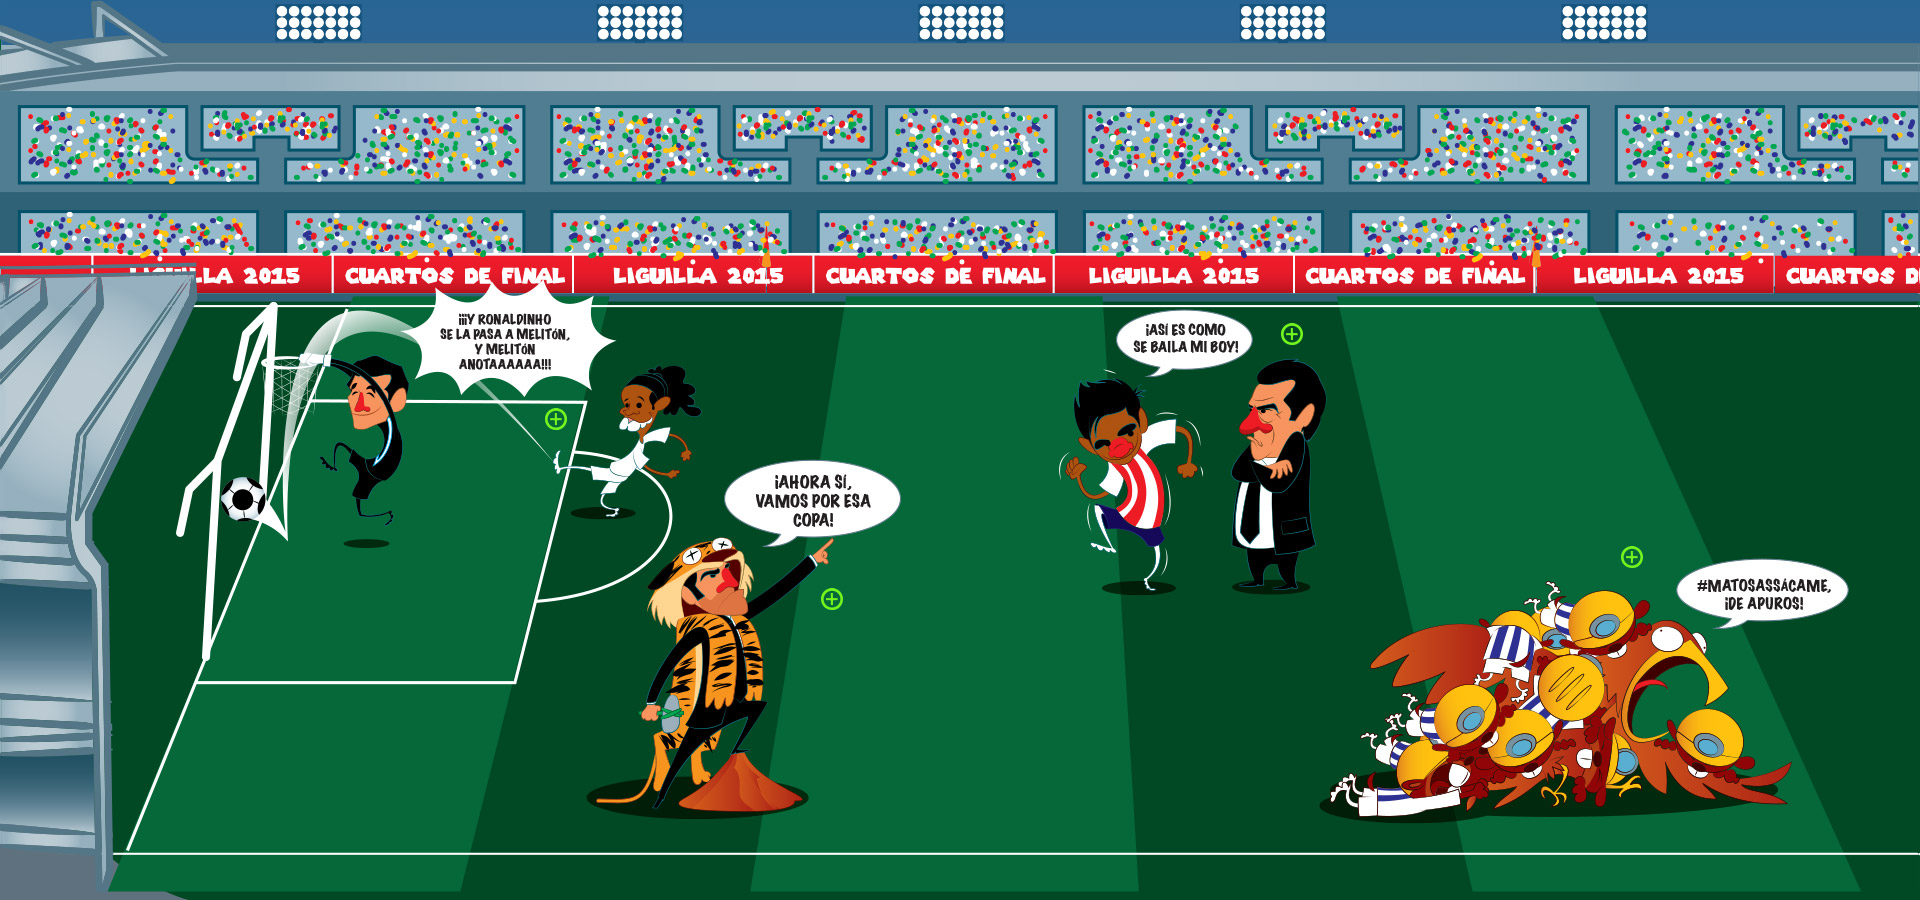 LLA 2015
CUARTOS DE FINAL
LIGUILLA 2015
CUARTOS DE FINAL
LIGUILLA 2015
CUARTOS DE FINAL
LIGUILLA 2015
CUARTOS D
¡¡¡Y RONALDINHO
SE LA PASA A MELITÓN,
Y MELITÓN
ANOTAAAAAA!!!
¡ASÍ ES COMO
SE BAILA MI BOY!
¡AHORA SÍ,
VAMOS POR ESA
COPA!
#MATOSASSÁCAME,
¡DE APUROS!